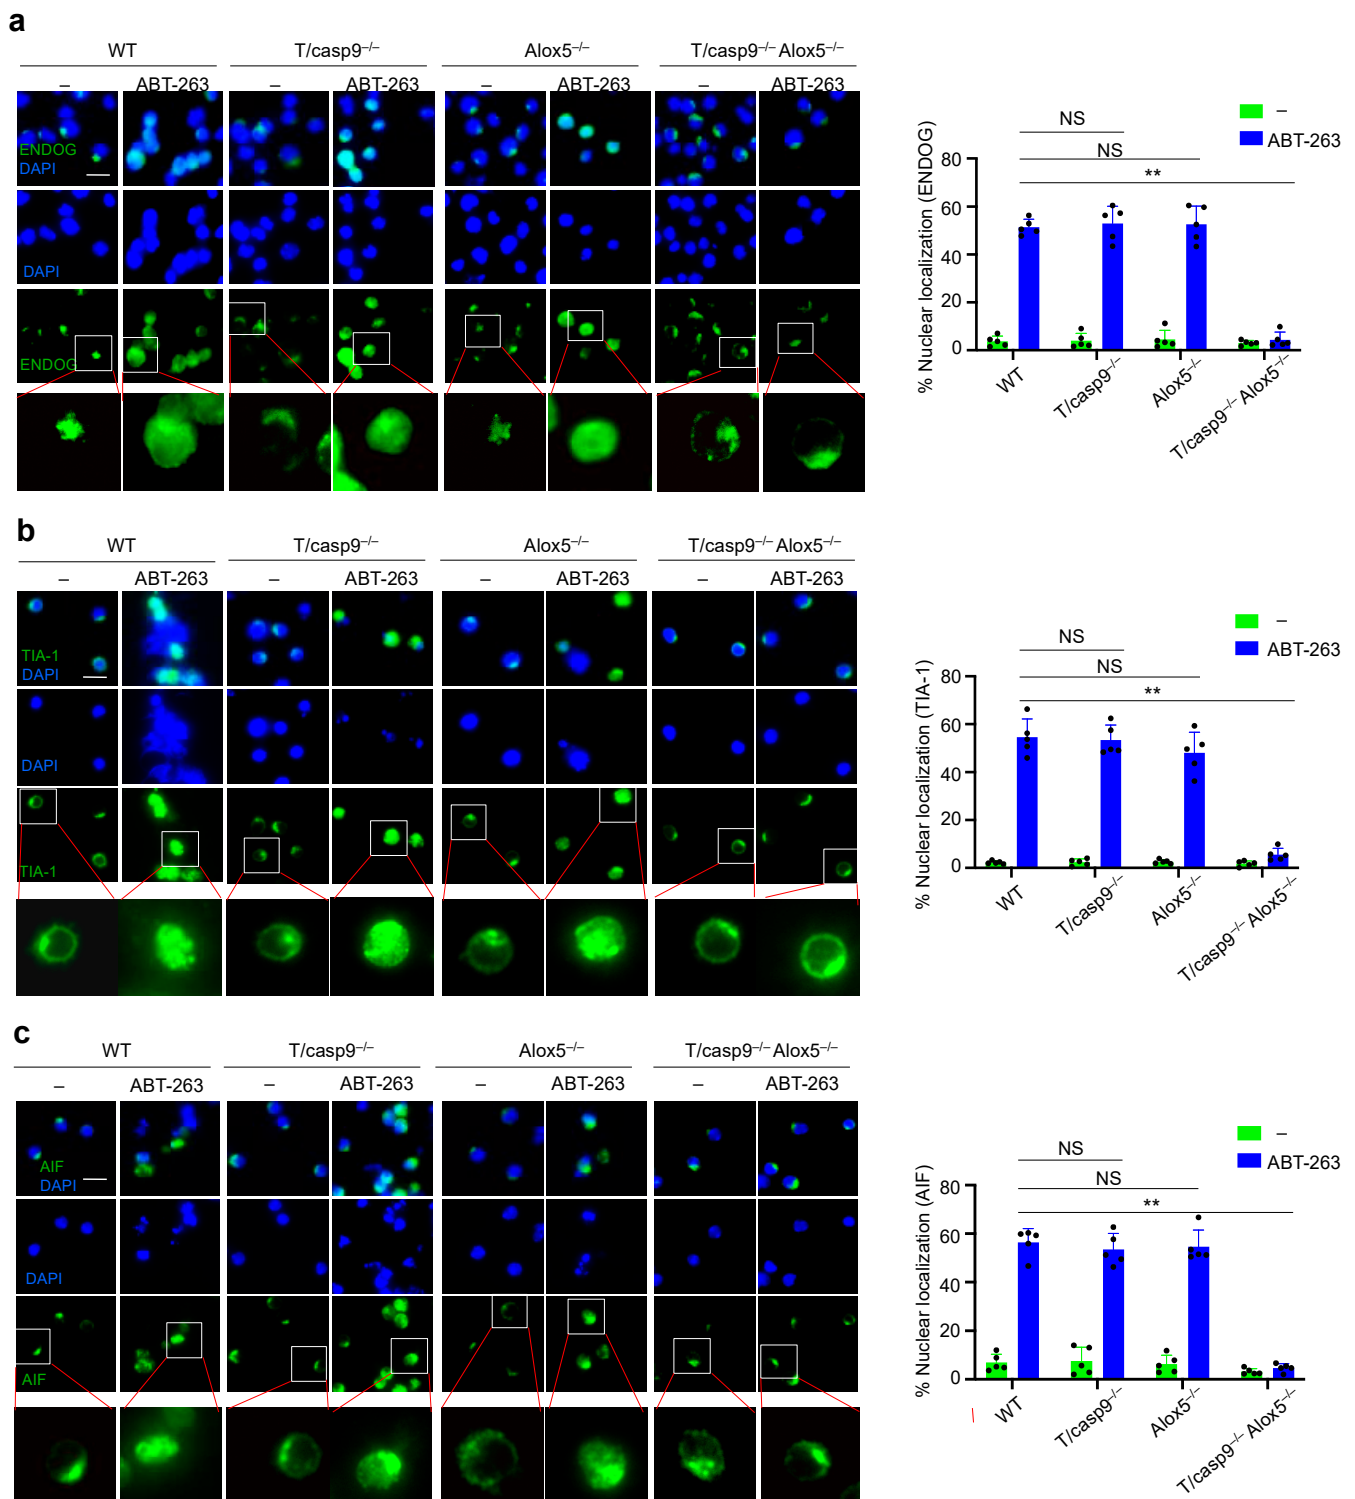 a
WT T/casp9–/– Alox5–/– T/casp9–/– Alox5–/–
– ABT-263 – ABT-263 – ABT-263 – ABT-263
ENDOG
DAPI
DAPI
ENDOG
–
ABT-263
NS
NS
**
% Nuclear localization (ENDOG)
80
60
40
20
0
WT T/casp9–/– Alox5–/– T/casp9–/– Alox5–/–
b
WT T/casp9–/– Alox5–/– T/casp9–/– Alox5–/–
– ABT-263 – ABT-263 – ABT-263 – ABT-263
TIA-1
DAPI
DAPI
TIA-1
–
ABT-263
NS
NS
**
% Nuclear localization (TIA-1)
80
60
40
20
0
WT T/casp9–/– Alox5–/– T/casp9–/– Alox5–/–
c
WT T/casp9–/– Alox5–/– T/casp9–/– Alox5–/–
– ABT-263 – ABT-263 – ABT-263 – ABT-263
AIF
DAPI
DAPI
AIF
–
ABT-263
NS
NS
**
% Nuclear localization (AIF)
80
60
40
20
0
WT T/casp9–/– Alox5–/– T/casp9–/– Alox5–/–